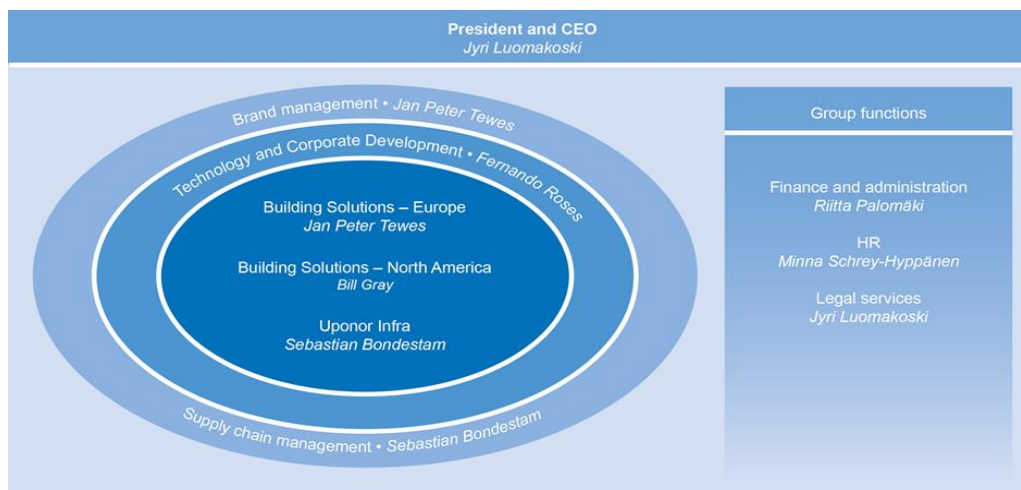 President and CEO
Jyri Luomakoski
Brand management • Jan Peter Tewes
Technology and Corporate Development • Fernando Roses
Building Solutions – Europe
Jan Peter Tewes
Building Solutions – North America
Bill Gray
Uponor Infra
Sebastian Bondestam
Supply chain management • Sebastian Bondestam
Group functions
Finance and administration
Riitta Palomäki
HR
Minna Schrey-Hyppänen
Legal services
Jyri Luomakoski